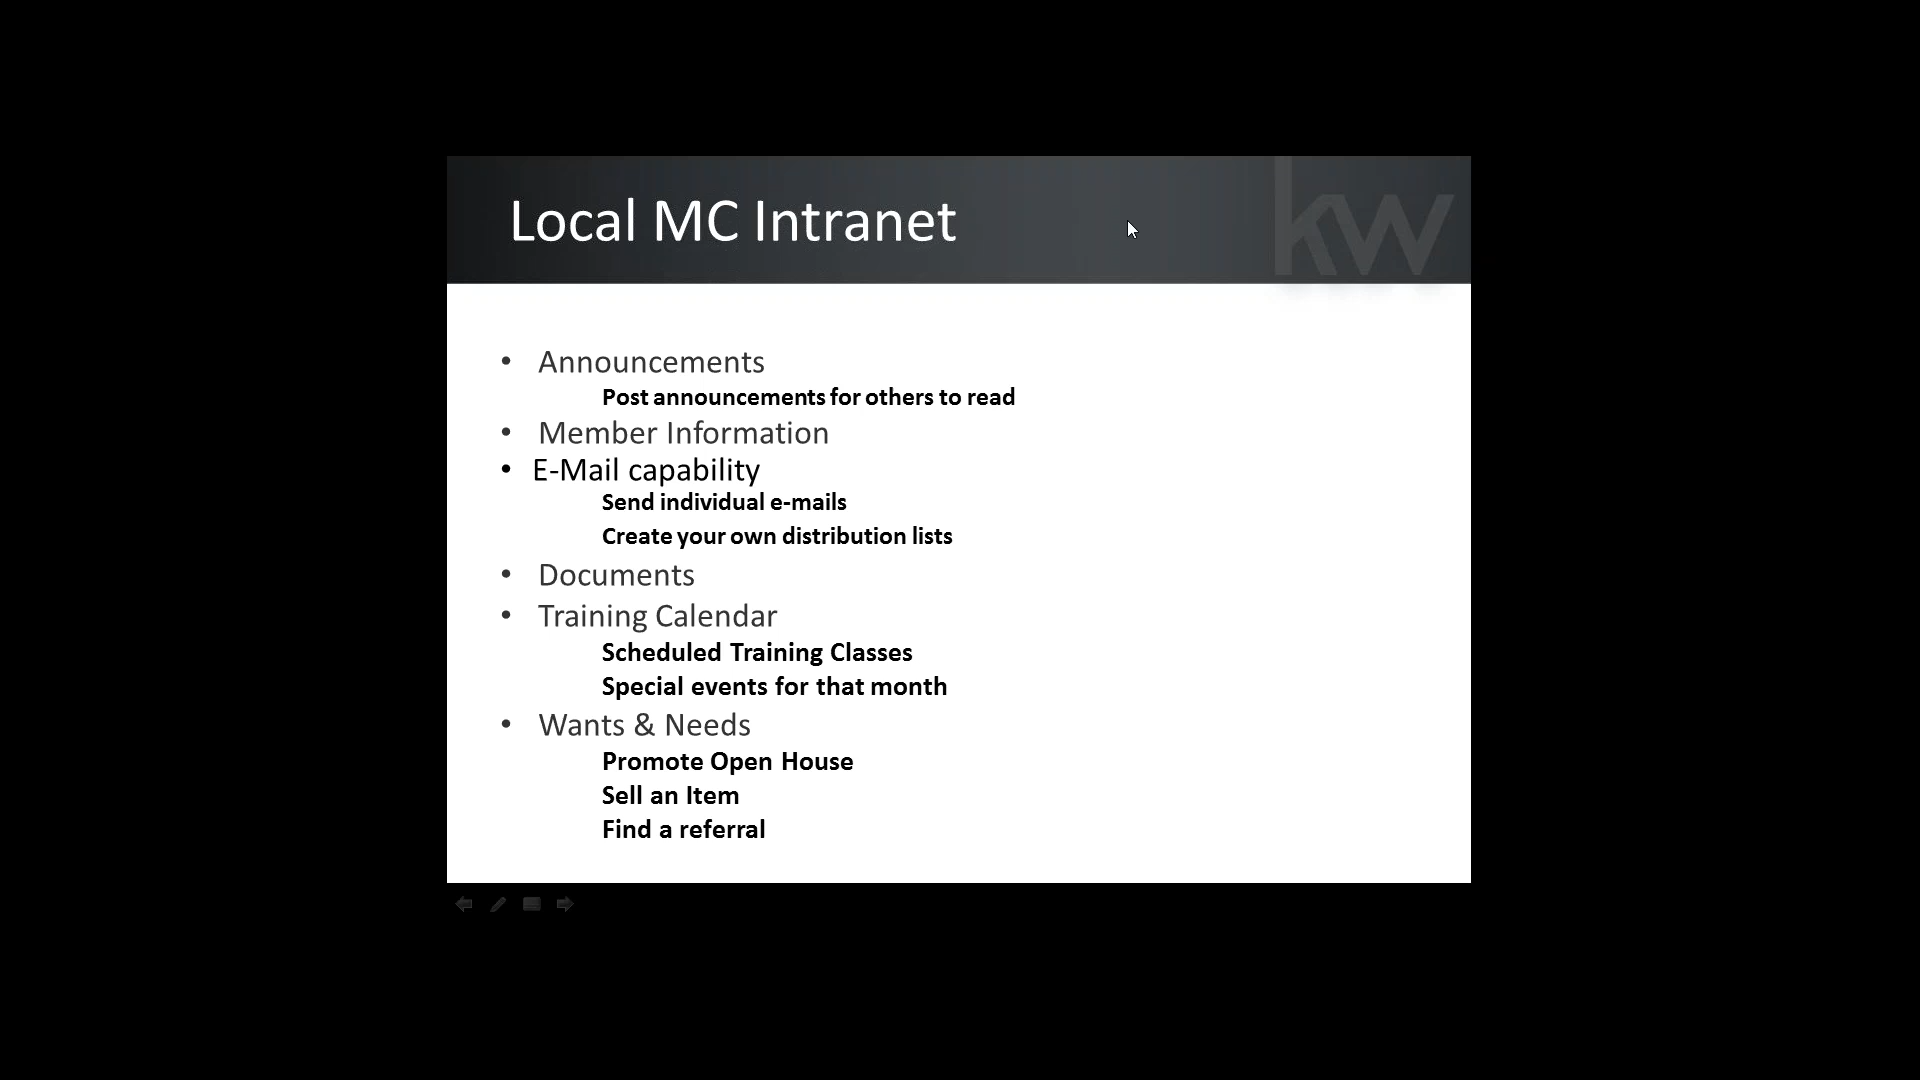 Local MC Intranet
kw
• Announcements
Post announcements for others to read
• Member Information
• E-Mail capability
Send individual e-mails
Create your own distribution lists
• Documents
• Training Calendar
Scheduled Training Classes
Special events for that month
• Wants & Needs
Promote Open House
Sell an Item
Find a referral